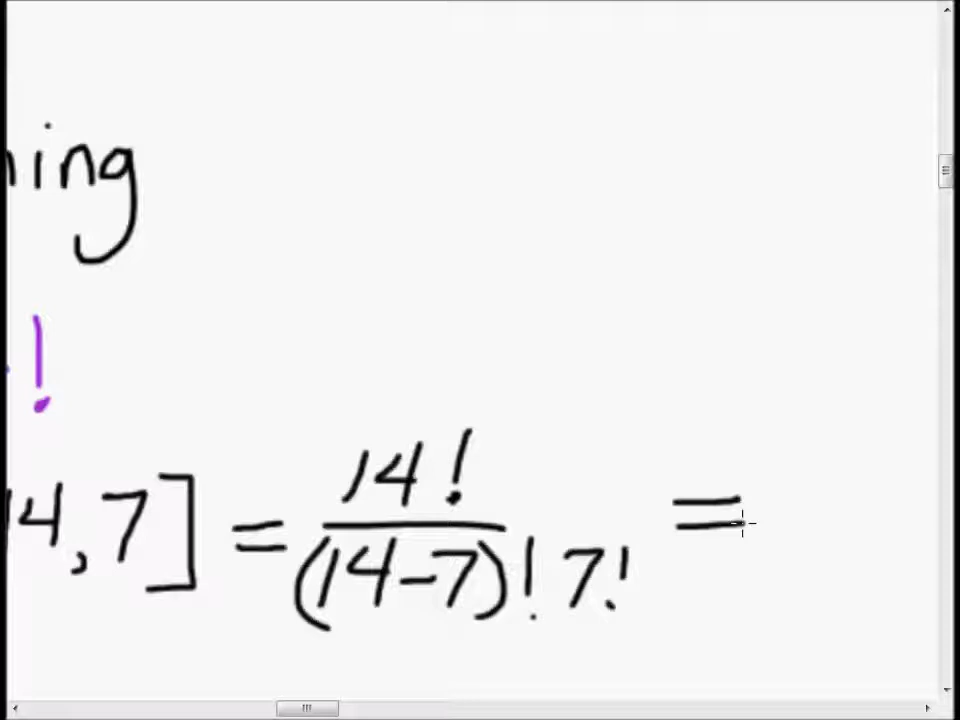 ning
!
14,7] = 14! / (14-7)! 7! =